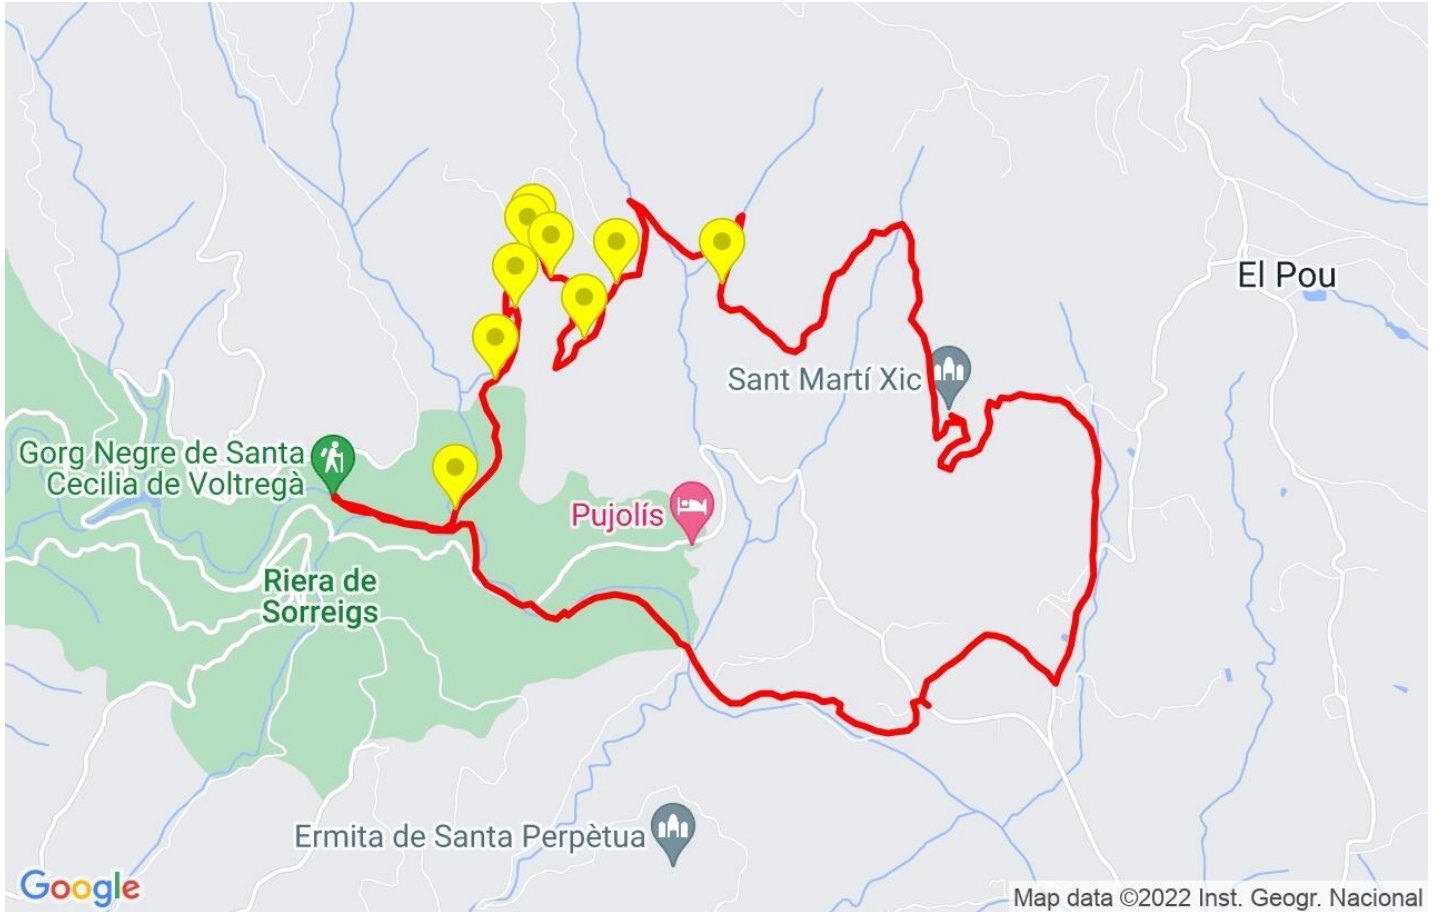 El Pou
Sant Martí Xic
Gorg Negre de Santa
Cecilia de Voltregà
Pujolís
Riera de
Sorreigs
Ermita de Santa Perpètua
Google
Map data ©2022 Inst. Geogr. Nacional